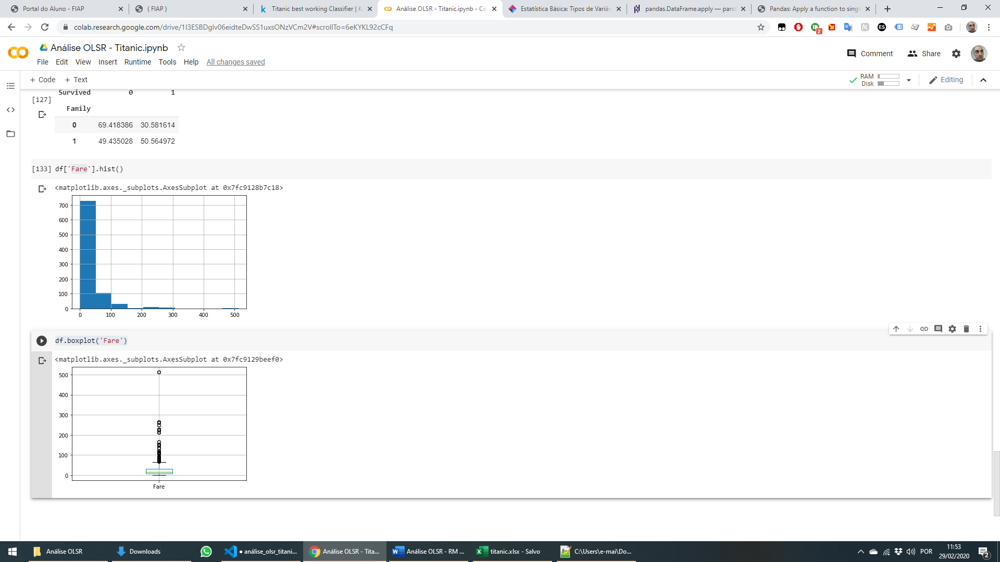 Portal do Aluno - FIAP
( FIAP )
Titanic best working Classifier | K
Análise OLSR - Titanic.ipynb - Co
Estatística Básica: Tipos de Variáv
pandas.DataFrame.apply — pand
Pandas: Apply a function to singl
colab.research.google.com/drive/1I3ESBDglv06eidteDwSS1uxsONzVCm2V#scrollTo=6eKYKL92cCFq
2
ES
Análise OLSR - Titanic.ipynb
File Edit View Insert Runtime Tools Help All changes saved
Comment Share
+ Code + Text
RAM
Disk
Editing
Survived 0 1
[127]
Family
0 69.418386 30.581614
1 49.435028 50.564972
[133] df['Fare'].hist()
<matplotlib.axes._subplots.AxesSubplot at 0x7fc9128b7c18>
700
600
500
400
300
200
100
0
0 100 200 300 400 500
df.boxplot('Fare')
<matplotlib.axes._subplots.AxesSubplot at 0x7fc9129beef0>
500
400
300
200
100
0
Fare
Análise OLSR
Downloads
● análise_olsr_titani...
Análise OLSR - Tita...
Análise OLSR - RM ...
titanic.xlsx - Salvo
C:\Users\e-mai\Do...
POR
11:53
29/02/2020
2